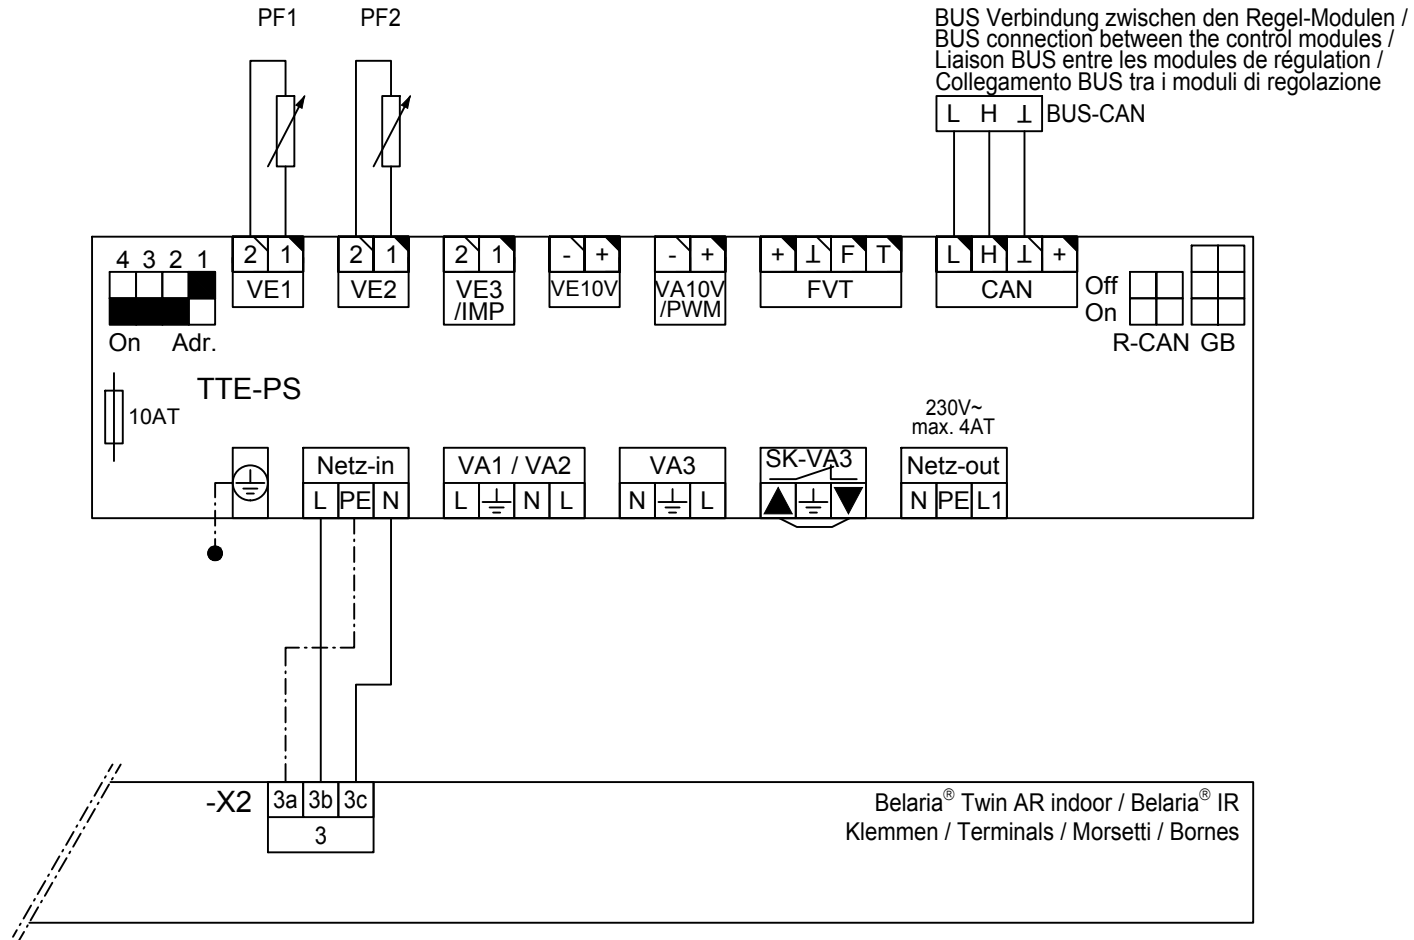 PF1 PF2
BUS Verbindung zwischen den Regel-Modulen /
BUS connection between the control modules /
Liaison BUS entre les modules de régulation /
Collegamento BUS tra i moduli di regolazione
L H ⊥ BUS-CAN
4 3 2 1
2 1 2 1 2 1 - + - + + ⊥ F T L H ⊥ +
VE1 VE2 VE3 VE10V VA10V FVT CAN
/IMP /PWM
Off
On
On Adr.
R-CAN GB
TTE-PS
10AT
230V~
max. 4AT
Netz-in VA1 / VA2 VA3 SK-VA3 Netz-out
L PE N L N L N L N PE L1
-X2 3a 3b 3c
3
Belaria® Twin AR indoor / Belaria® IR
Klemmen / Terminals / Morsetti / Bornes